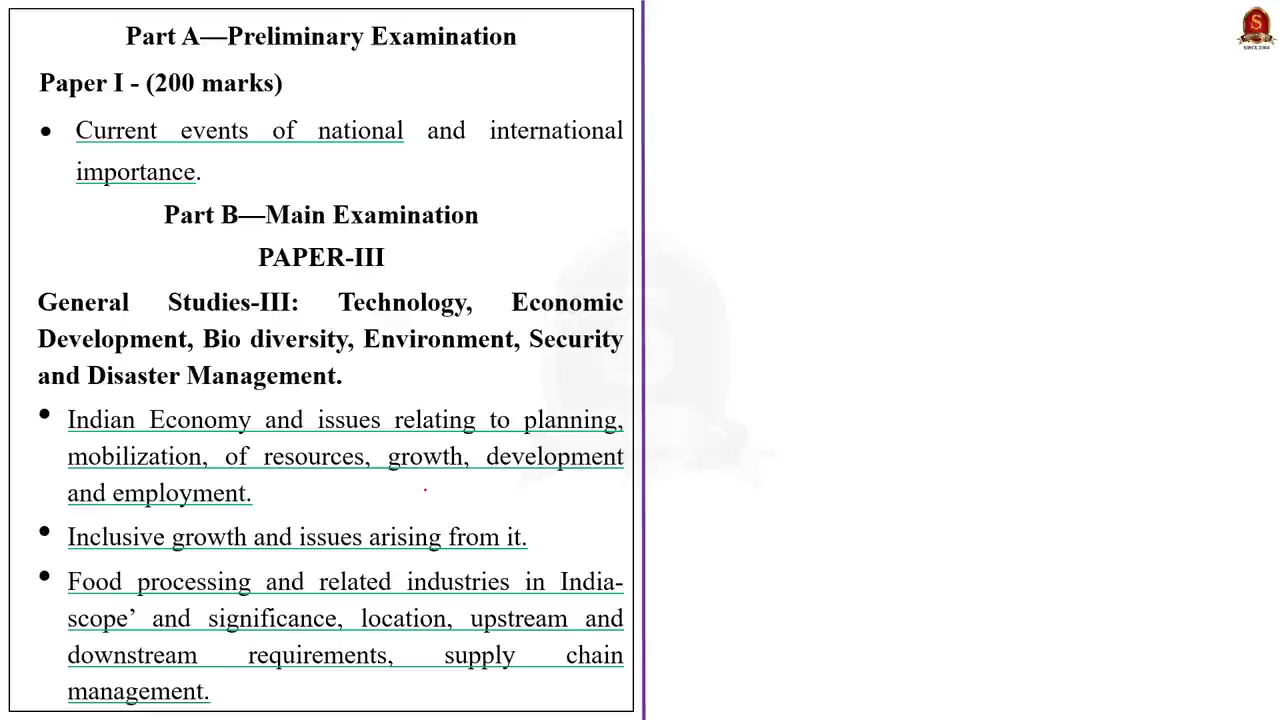 Part A—Preliminary Examination
Paper I - (200 marks)
• Current events of national and international
importance.
Part B—Main Examination
PAPER-III
General Studies-III: Technology, Economic
Development, Bio diversity, Environment, Security
and Disaster Management.
• Indian Economy and issues relating to planning,
mobilization, of resources, growth, development
and employment.
• Inclusive growth and issues arising from it.
• Food processing and related industries in India-
scope’ and significance, location, upstream and
downstream requirements, supply chain
management.
S
SINCE 2004